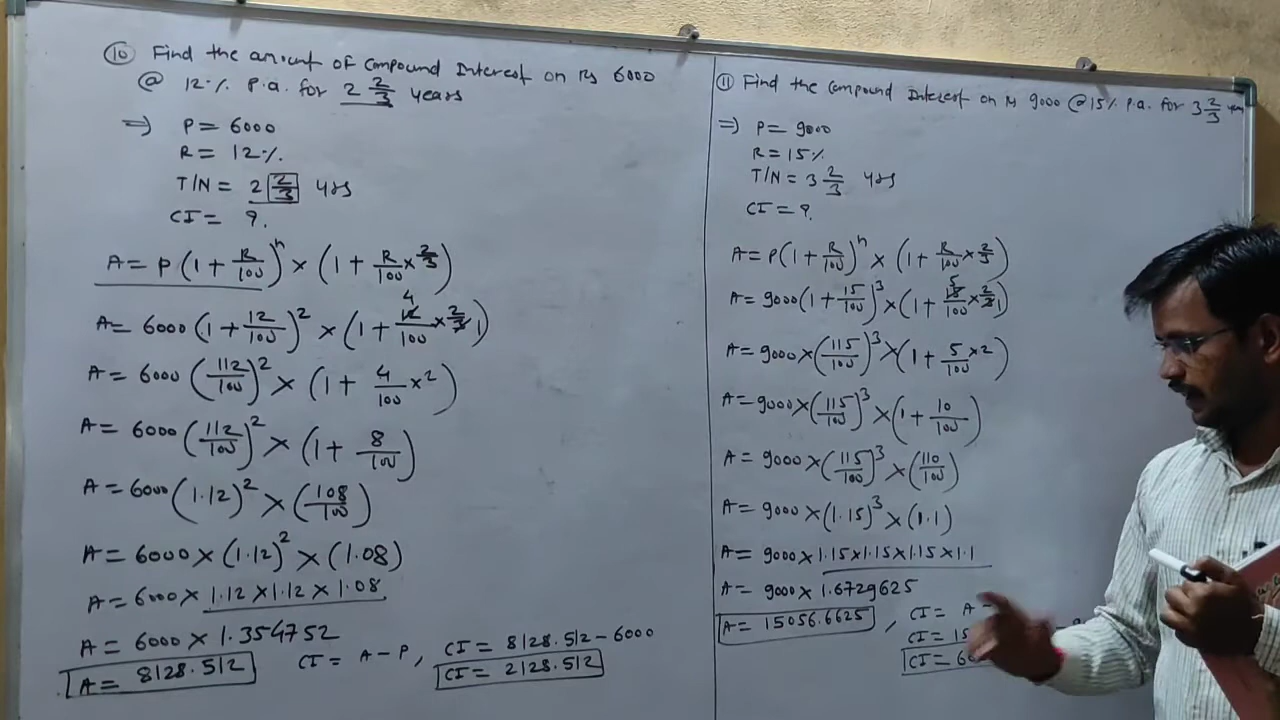 ⑩ Find the amount of Compound Interest on Rs 6000
@ 12% P.a. for 2 2/3 years
⇒ P = 6000
R = 12%
T/N = 2 2/3 yrs
CI = ?
A = P(1 + R/100)^n × (1 + R/100 × 2/3)
A = 6000(1 + 12/100)^2 × (1 + 12/100 × 2/3) 4 1
A = 6000(112/100)^2 × (1 + 4/100 × 2)
A = 6000(112/100)^2 × (1 + 8/100)
A = 6000(1.12)^2 × (108/100)
A = 6000 × (1.12)^2 × (1.08)
A = 6000 × 1.12 × 1.12 × 1.08
A = 6000 × 1.354752
A = 8128.512
CI = A - P,
CI = 8128.512 - 6000
CI = 2128.512
⑪ Find the Compound Interest on Rs 9000 @ 15% P.a. for 3 2/3
⇒ P = 9000
R = 15%
T/N = 3 2/3 yrs
CI = ?
A = P(1 + R/100)^n × (1 + R/100 × 2/3)
A = 9000(1 + 15/100)^3 × (1 + 15/100 × 2/3) 5 1
A = 9000 × (115/100)^3 × (1 + 5/100 × 2)
A = 9000 × (115/100)^3 × (1 + 10/100)
A = 9000 × (115/100)^3 × (110/100)
A = 9000 × (1.15)^3 × (1.1)
A = 9000 × 1.15 × 1.15 × 1.15 × 1.1
A = 9000 × 1.6729625
A = 15056.6625
, CI = A -
CI = 15
CI = 60